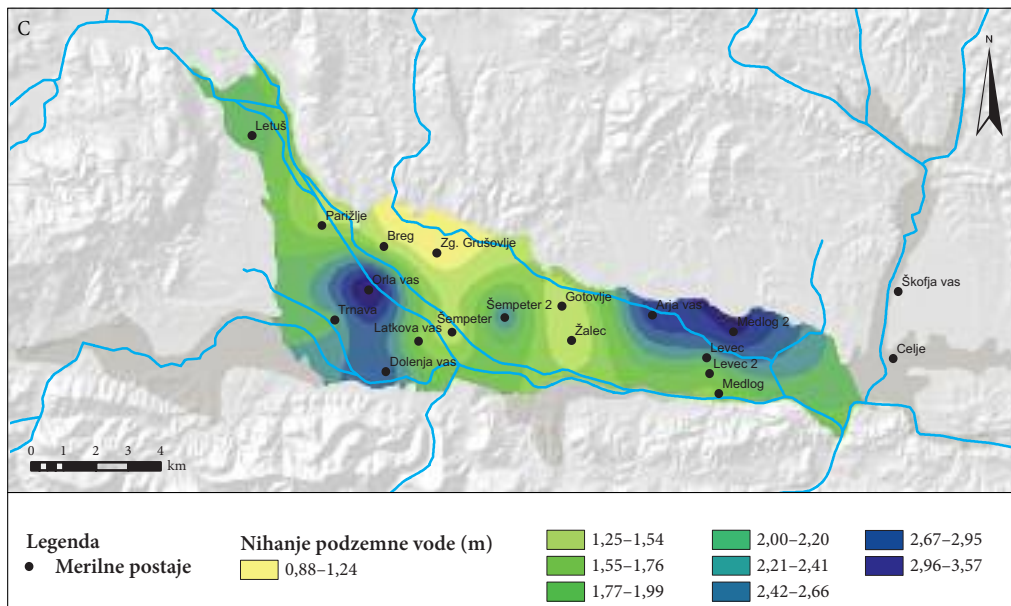 C
N
Letuš
Parižlje
Breg
Zg. Grušovlje
Orla vas
Škofja vas
Trnava
Šempeter 2
Gotovlje
Arja vas
Medlog 2
Latkova vas
Šempeter
Žalec
Levec
Celje
Dolenja vas
Levec 2
Medlog
0 1 2 3 4
km
Legenda
Merilne postaje
Nihanje podzemne vode (m)
0,88–1,24
1,25–1,54
1,55–1,76
1,77–1,99
2,00–2,20
2,21–2,41
2,42–2,66
2,67–2,95
2,96–3,57